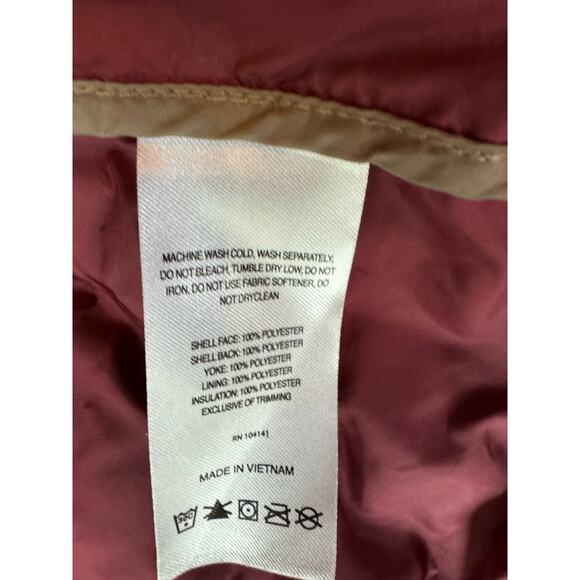 MACHINE WASH COLD, WASH SEPARATELY,
DO NOT BLEACH, TUMBLE DRY LOW, DO NOT
IRON, DO NOT USE FABRIC SOFTENER, DO
NOT DRYCLEAN
SHELL FACE: 100% POLYESTER
SHELL BACK: 100% POLYESTER
YOKE: 100% POLYESTER
LINING: 100% POLYESTER
INSULATION: 100% POLYESTER
EXCLUSIVE OF TRIMMING
RN 104141
MADE IN VIETNAM
30C